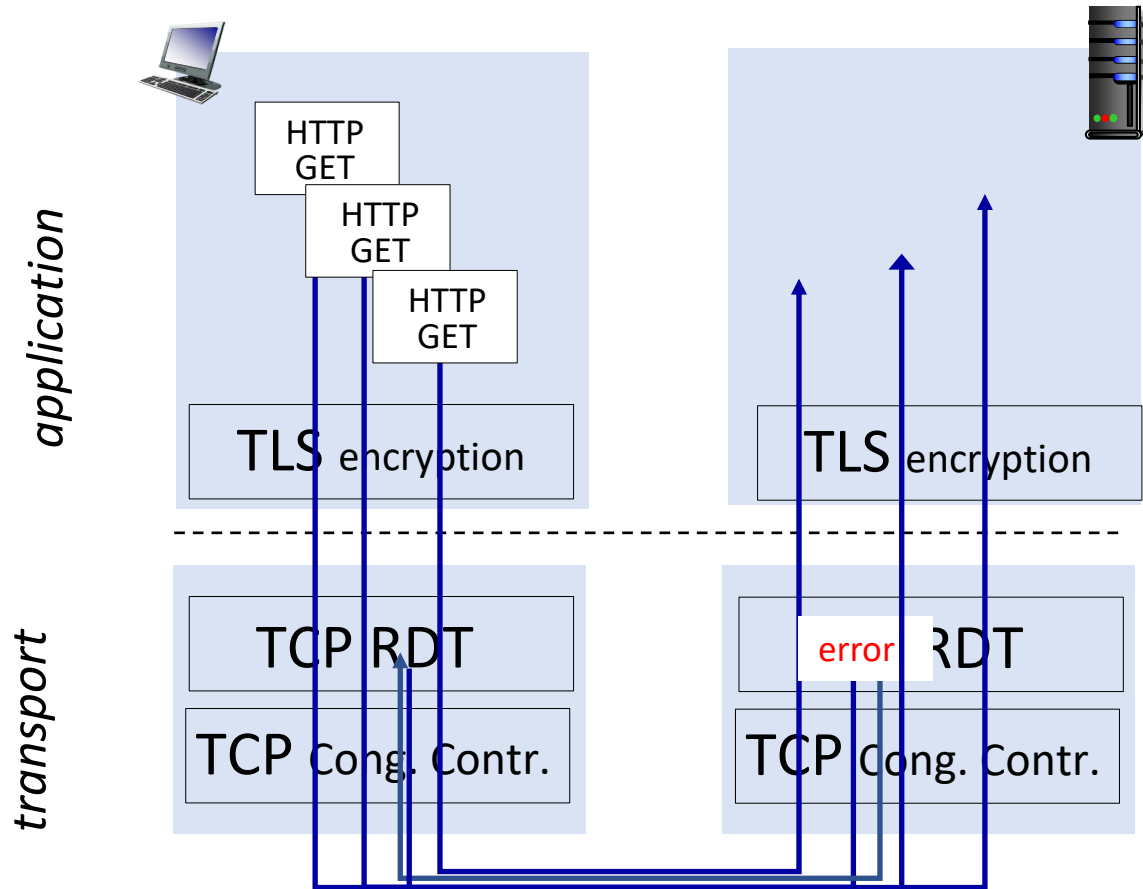 application
HTTP
GET
HTTP
GET
HTTP
GET
TLS encryption
TLS encryption
transport
TCP RDT
error RDT
TCP Cong. Contr.
TCP Cong. Contr.